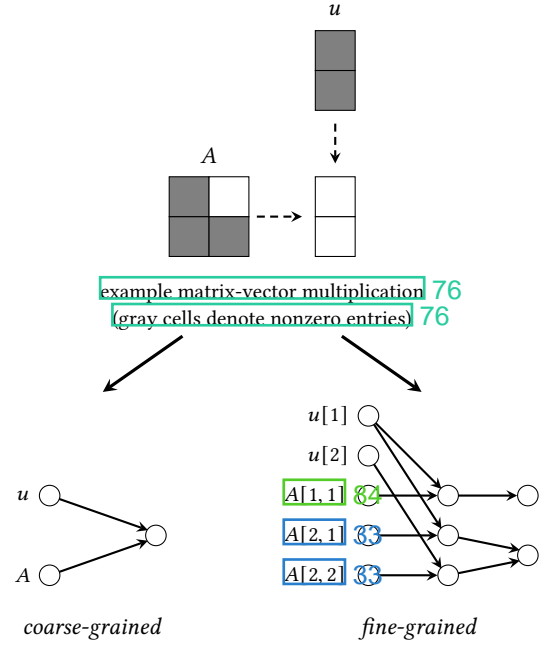 u
A
example matrix-vector multiplication 76
(gray cells denote nonzero entries) 76
u[1]
u[2]
u
A[1, 1] 84
A[2, 1] 33
A
A[2, 2] 33
coarse-grained
fine-grained